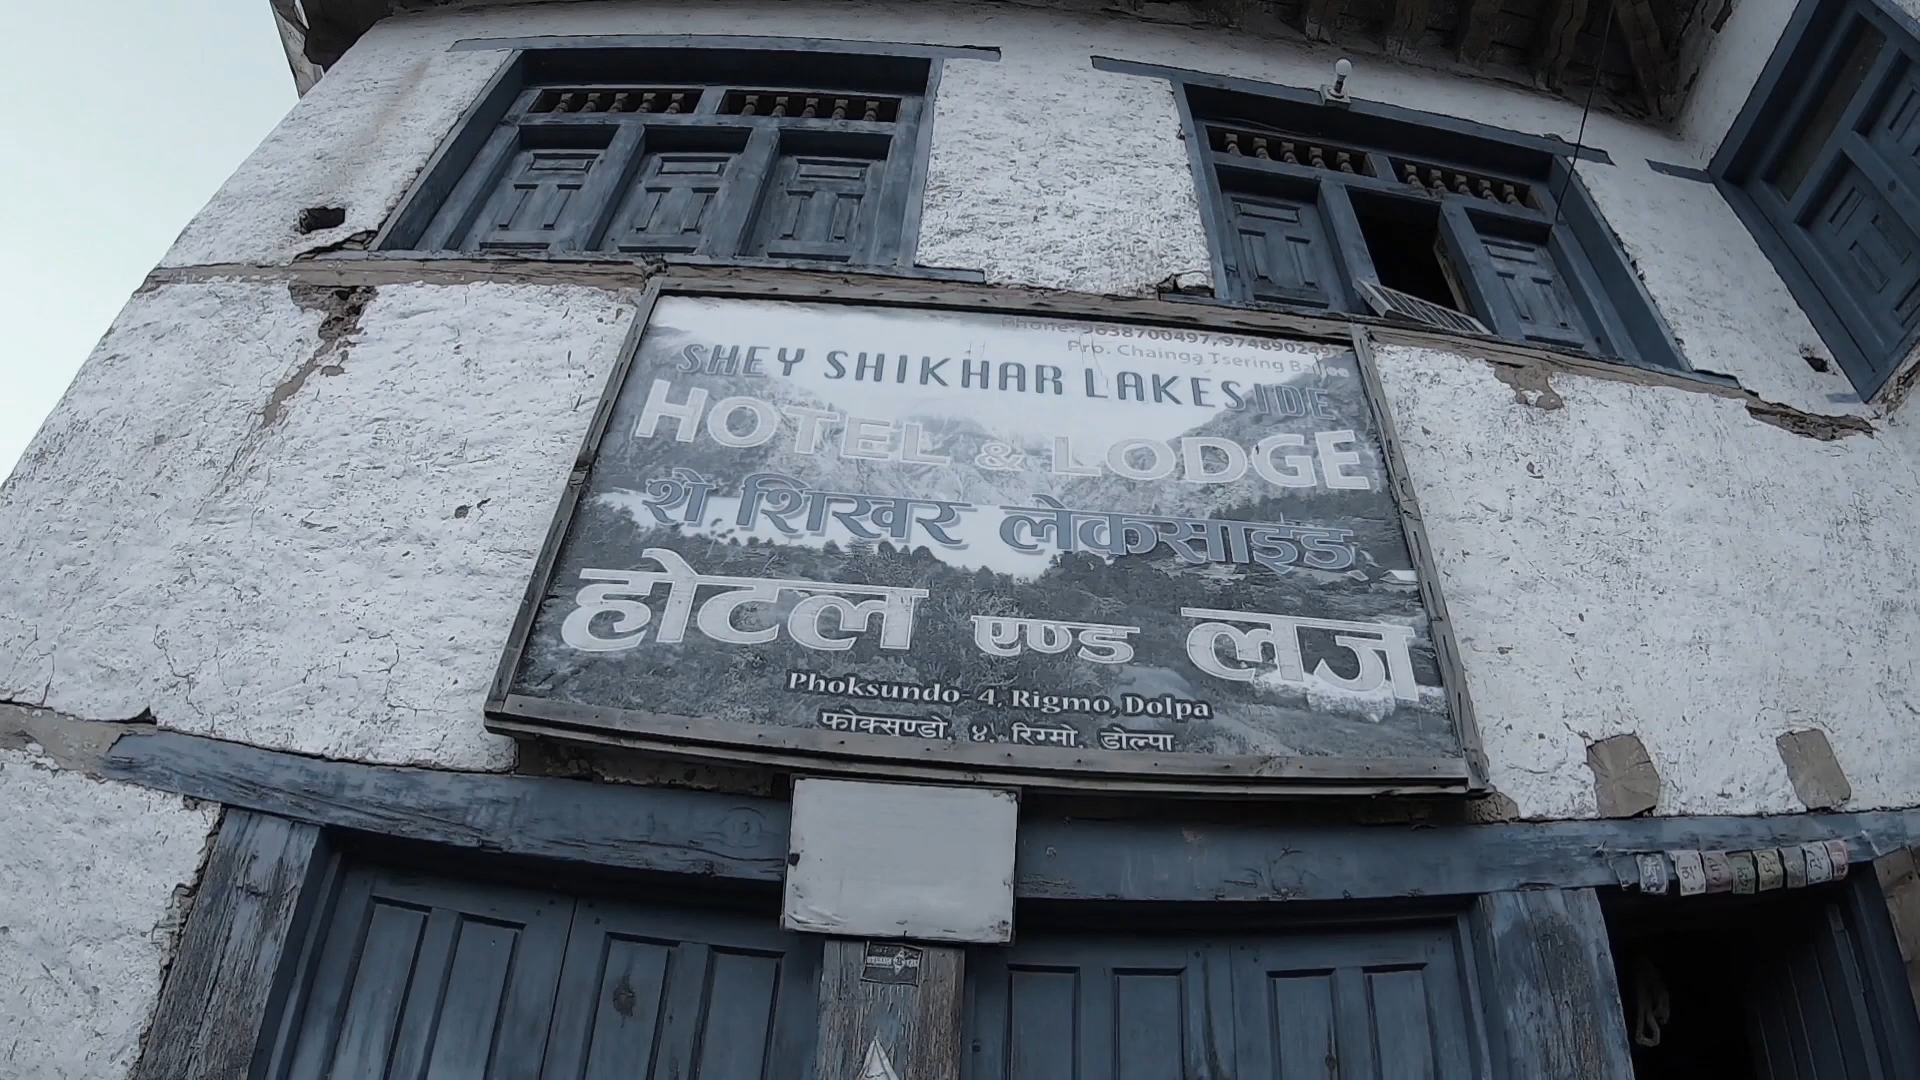 Phone: 9638700497, 974890249
Pro. Chainga Tsering
SHEY SHIKHAR LAKESIDE
HOTEL & LODGE
शे शिखर लेकसाइड
होटल एण्ड लज
Phoksundo- 4, Rigmo, Dolpa
फोक्सण्डो, ४, रिग्मो, डोल्पा